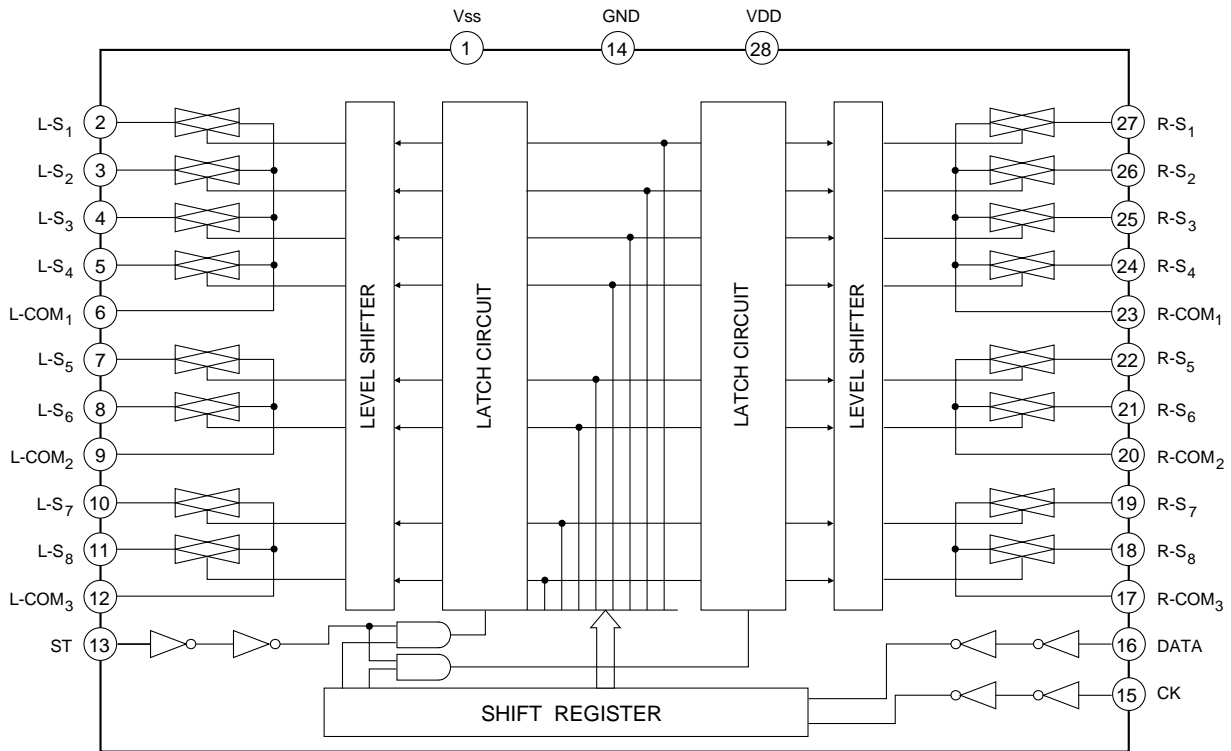 Vss GND VDD
1 14 28
L-S1 2 27 R-S1
L-S2 3 26 R-S2
L-S3 4 25 R-S3
L-S4 5 24 R-S4
L-COM1 6 23 R-COM1
L-S5 7 22 R-S5
L-S6 8 21 R-S6
L-COM2 9 20 R-COM2
L-S7 10 19 R-S7
L-S8 11 18 R-S8
L-COM3 12 17 R-COM3
ST 13 16 DATA
15 CK
LEVEL SHIFTER
LATCH CIRCUIT
LATCH CIRCUIT
LEVEL SHIFTER
SHIFT REGISTER